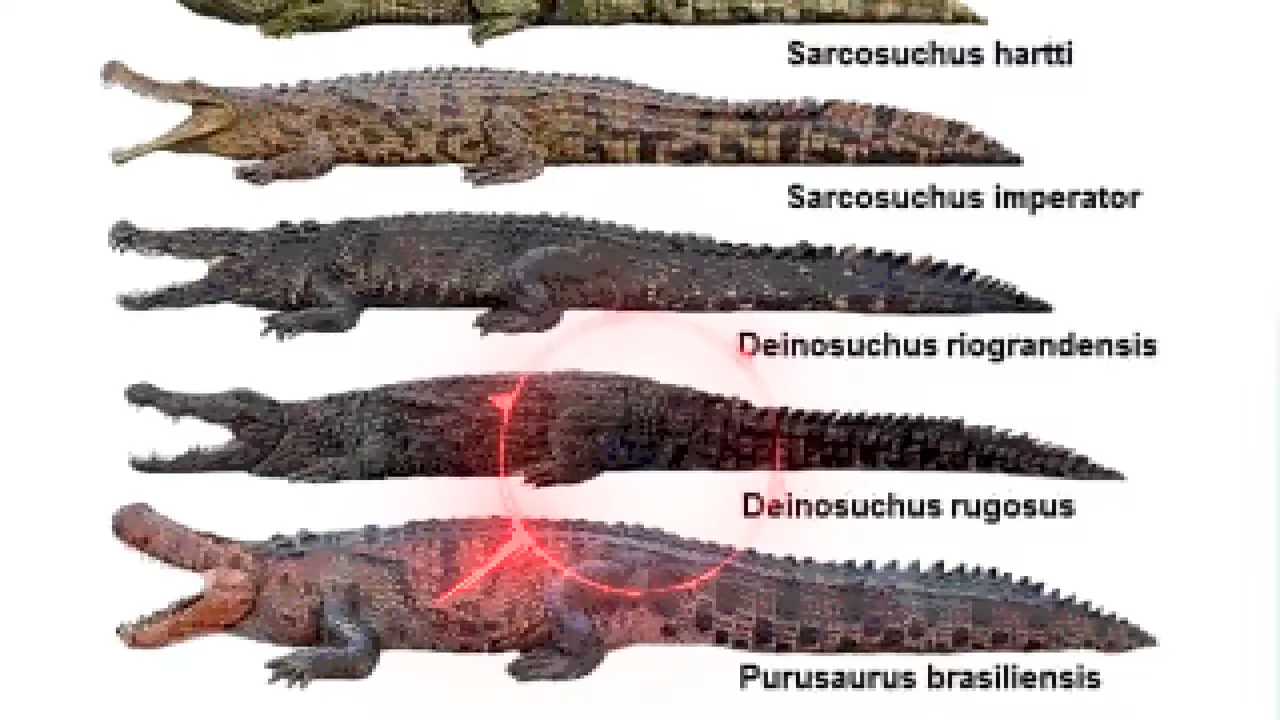 Sarcosuchus hartti
Sarcosuchus imperator
Deinosuchus riograndensis
Deinosuchus rugosus
Purusaurus brasiliensis